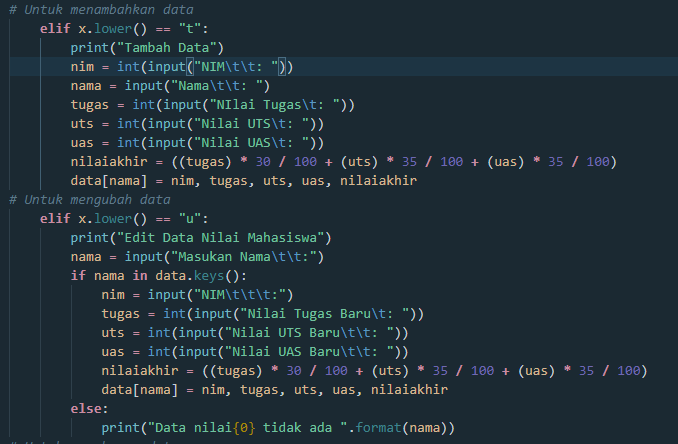 # Untuk menambahkan data
elif x.lower() == "t":
print("Tambah Data")
nim = int(input("NIM\t\t: "))
nama = input("Nama\t\t: ")
tugas = int(input("NIlai Tugas\t: "))
uts = int(input("Nilai UTS\t: "))
uas = int(input("Nilai UAS\t: "))
nilaiakhir = ((tugas) * 30 / 100 + (uts) * 35 / 100 + (uas) * 35 / 100)
data[nama] = nim, tugas, uts, uas, nilaiakhir
# Untuk mengubah data
elif x.lower() == "u":
print("Edit Data Nilai Mahasiswa")
nama = input("Masukan Nama\t\t:")
if nama in data.keys():
nim = input("NIM\t\t\t:")
tugas = int(input("Nilai Tugas Baru\t: "))
uts = int(input("Nilai UTS Baru\t\t: "))
uas = int(input("Nilai UAS Baru\t\t: "))
nilaiakhir = ((tugas) * 30 / 100 + (uts) * 35 / 100 + (uas) * 35 / 100)
data[nama] = nim, tugas, uts, uas, nilaiakhir
else:
print("Data nilai{0} tidak ada ".format(nama))